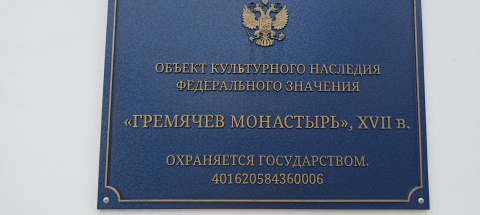 ОБЪЕКТ КУЛЬТУРНОГО НАСЛЕДИЯ
ФЕДЕРАЛЬНОГО ЗНАЧЕНИЯ
«ГРЕМЯЧЕВ МОНАСТЫРЬ», XVII в.
ОХРАНЯЕТСЯ ГОСУДАРСТВОМ.
401620584360006